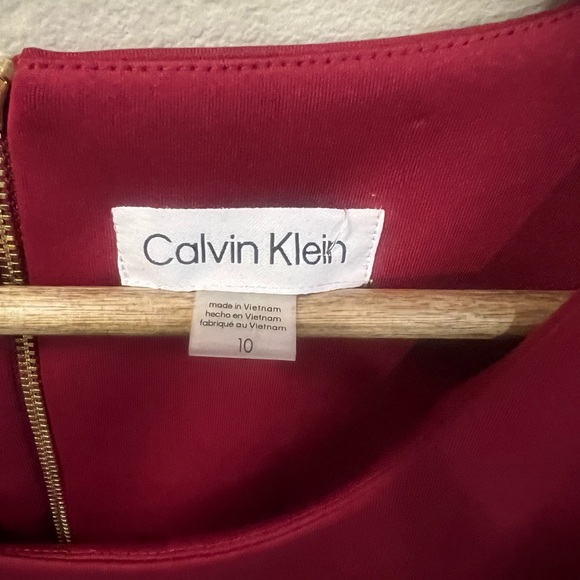 Calvin Klein
made in Vietnam
hecho en Vietnam
fabriqué au Vietnam
10